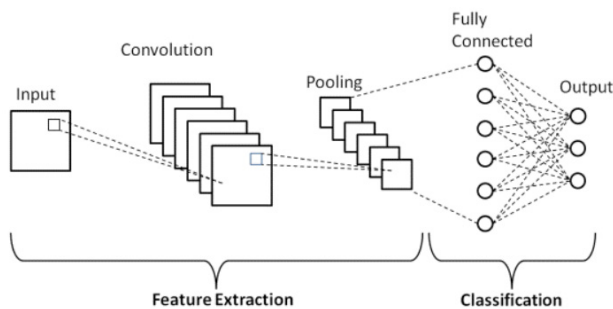 Input
Convolution
Pooling
Fully
Connected
Output
Feature Extraction
Classification